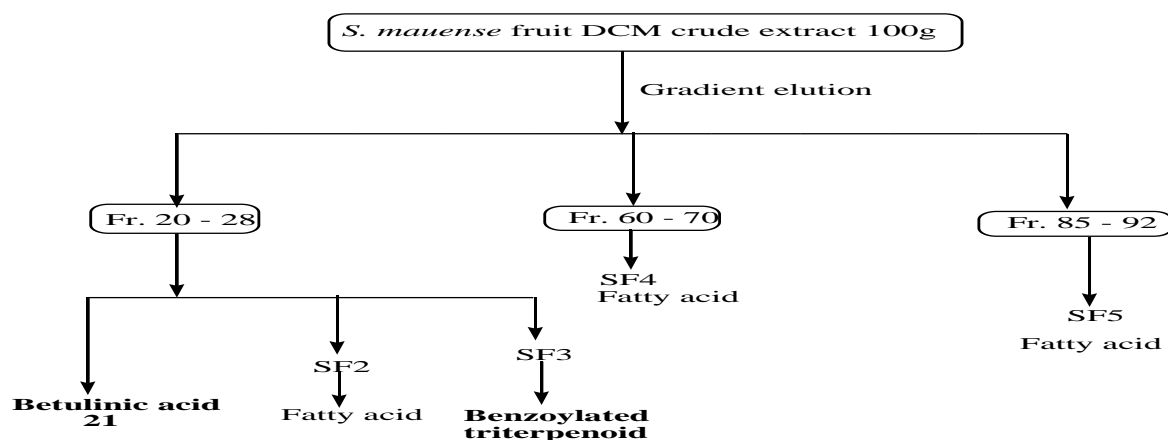 S. mauense fruit DCM crude extract 100g
Gradient elution
Fr. 20 - 28
Fr. 60 - 70
Fr. 85 - 92
SF4
Fatty acid
SF5
Fatty acid
SF2
SF3
Betulinic acid
21
Fatty acid
Benzoylated
triterpenoid